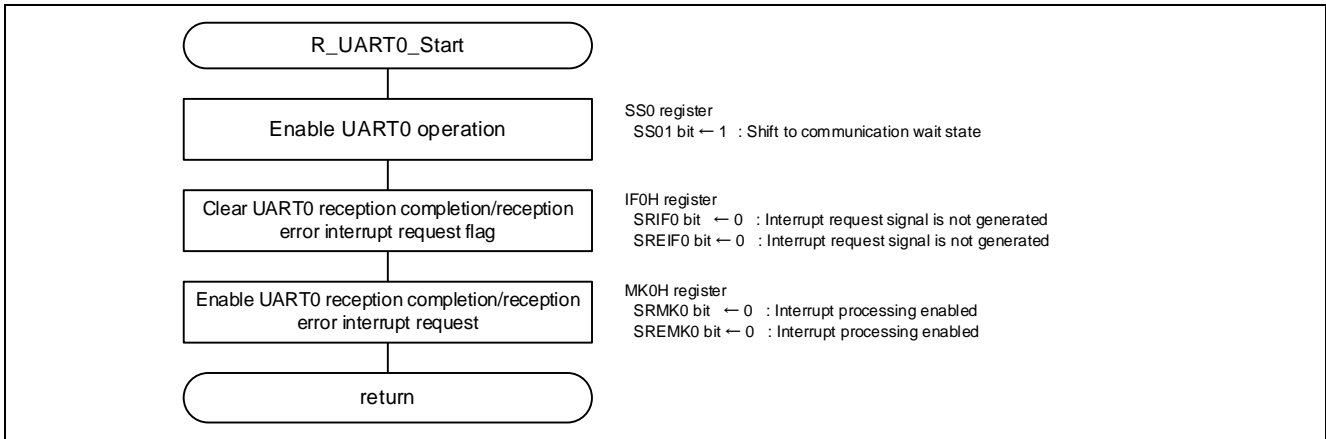 R_UART0_Start
Enable UART0 operation
SS0 register
SS01 bit ← 1 : Shift to communication wait state
Clear UART0 reception completion/reception
error interrupt request flag
IF0H register
SRIF0 bit ← 0 : Interrupt request signal is not generated
SREIF0 bit ← 0 : Interrupt request signal is not generated
Enable UART0 reception completion/reception
error interrupt request
MK0H register
SRMK0 bit ← 0 : Interrupt processing enabled
SREMK0 bit ← 0 : Interrupt processing enabled
return